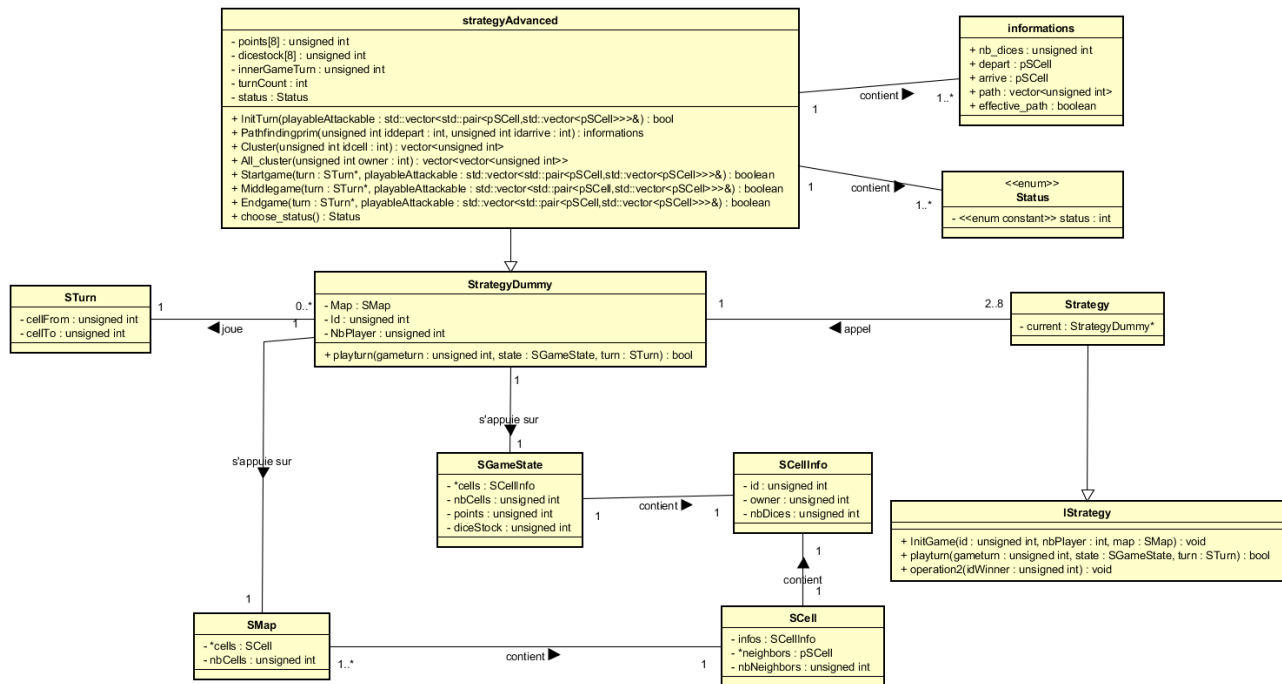 strategyAdvanced
- points[8] : unsigned int
- dicestock[8] : unsigned int
- innerGameTurn : unsigned int
- turnCount : int
- status : Status
+ InitTurn(playableAttackable : std::vector<std::pair<pSCell,std::vector<pSCell>>>&) : bool
+ Pathfindingprim(unsigned int iddepart : int, unsigned int idarrive : int) : informations
+ Cluster(unsigned int idcell : int) : vector<unsigned int>
+ All_cluster(unsigned int owner : int) : vector<vector<unsigned int>>
+ Startgame(turn : STurn*, playableAttackable : std::vector<std::pair<pSCell,std::vector<pSCell>>>&) : boolean
+ Middlegame(turn : STurn*, playableAttackable : std::vector<std::pair<pSCell,std::vector<pSCell>>>&) : boolean
+ Endgame(turn : STurn*, playableAttackable : std::vector<std::pair<pSCell,std::vector<pSCell>>>&) : boolean
+ choose_status() : Status
informations
+ nb_dices : unsigned int
+ depart : pSCell
+ arrive : pSCell
+ path : vector<unsigned int>
+ effective_path : boolean
1
contient
1..*
1
contient
1..*
<<enum>>
Status
- <<enum constant>> status : int
STurn
- cellFrom : unsigned int
- cellTo : unsigned int
1
joue
0..*
1
StrategyDummy
- Map : SMap
- Id : unsigned int
- NbPlayer : unsigned int
+ playturn(gameturn : unsigned int, state : SGameState, turn : STurn) : bool
1
appel
2..8
Strategy
- current : StrategyDummy*
1
s'appuie sur
1
s'appuie sur
1
SGameState
- *cells : SCellInfo
- nbCells : unsigned int
- points : unsigned int
- diceStock : unsigned int
1
contient
1
SCellInfo
- id : unsigned int
- owner : unsigned int
- nbDices : unsigned int
IStrategy
+ InitGame(id : unsigned int, nbPlayer : int, map : SMap) : void
+ playturn(gameturn : unsigned int, state : SGameState, turn : STurn) : bool
+ operation2(idWinner : unsigned int) : void
1
contient
1
SMap
- *cells : SCell
- nbCells : unsigned int
1..*
contient
1
SCell
- infos : SCellInfo
- *neighbors : pSCell
- nbNeighbors : unsigned int